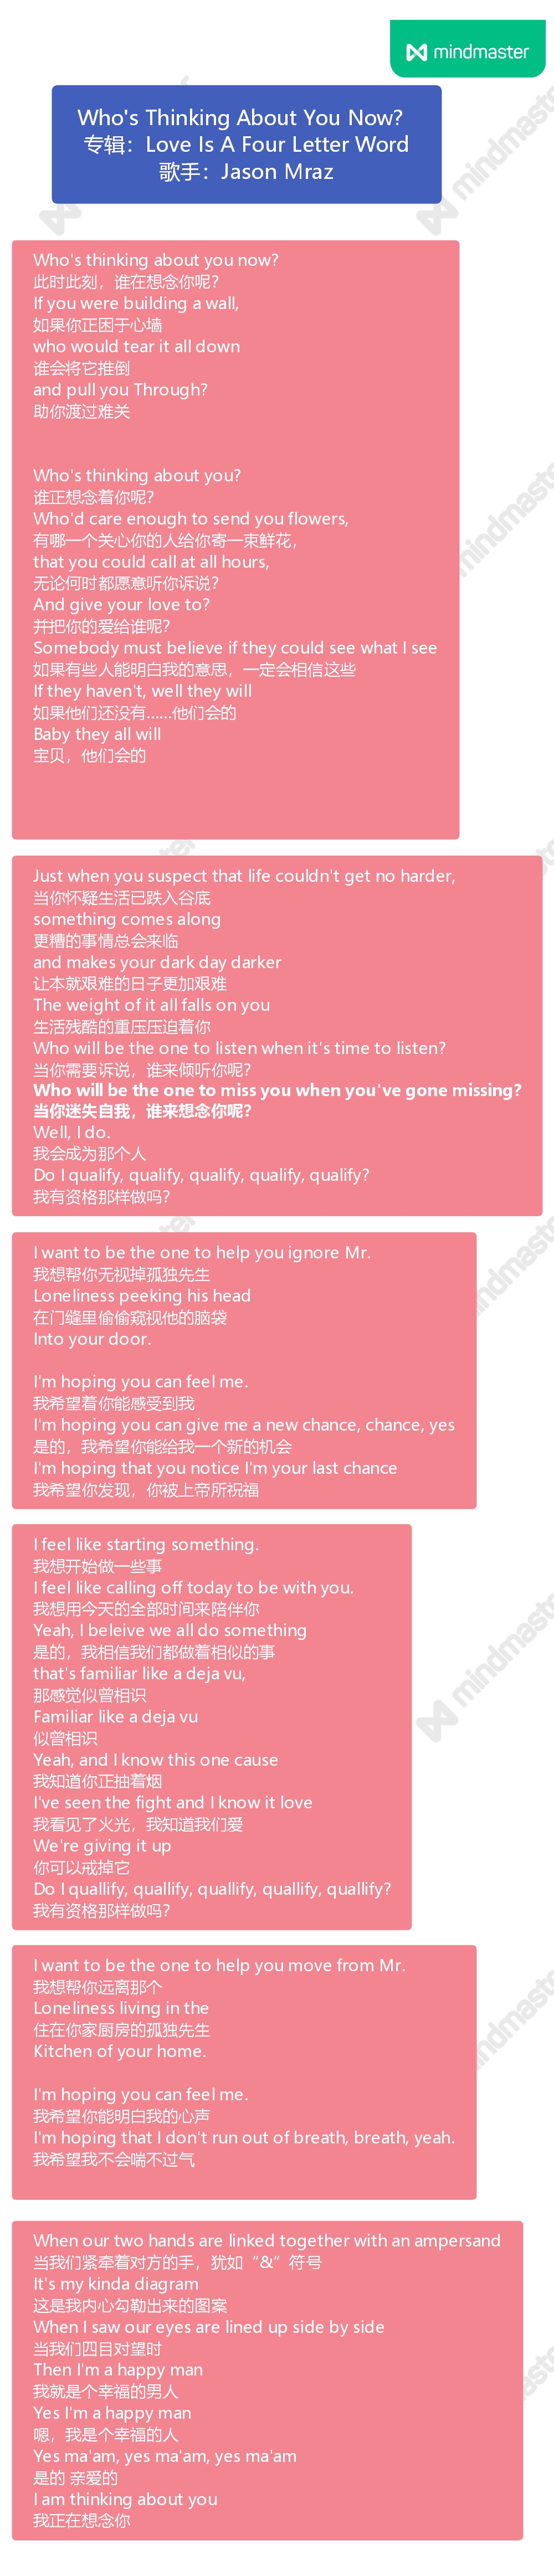 mindmaster
Who's Thinking About You Now?
专辑：Love Is A Four Letter Word
歌手：Jason Mraz
Who's thinking about you now?
此时此刻，谁在想念你呢？
If you were building a wall,
如果你正困于心墙
who would tear it all down
谁会将它推倒
and pull you Through?
助你渡过难关
Who's thinking about you?
谁正想念着你呢？
Who'd care enough to send you flowers,
有哪一个关心你的人给你寄一束鲜花，
that you could call at all hours,
无论何时都愿意听你诉说？
And give your love to?
并把你的爱给谁呢？
Somebody must believe if they could see what I see
如果有些人能明白我的意思，一定会相信这些
If they haven't, well they will
如果他们还没有......他们会的
Baby they all will
宝贝，他们会的
Just when you suspect that life couldn't get no harder,
当你怀疑生活已跌入谷底
something comes along
更糟的事情总会来临
and makes your dark day darker
让本就艰难的日子更加艰难
The weight of it all falls on you
生活残酷的重压压迫着你
Who will be the one to listen when it's time to listen?
当你需要诉说，谁来倾听你呢？
Who will be the one to miss you when you've gone missing?
当你迷失自我，谁来想念你呢？
Well, I do.
我会成为那个人
Do I qualify, qualify, qualify, qualify, qualify?
我有资格那样做吗？
I want to be the one to help you ignore Mr.
我想帮你无视掉孤独先生
Loneliness peeking his head
在门缝里偷偷窥视他的脑袋
Into your door.
I'm hoping you can feel me.
我希望着你能感受到我
I'm hoping you can give me a new chance, chance, yes
是的，我希望你能给我一个新的机会
I'm hoping that you notice I'm your last chance
我希望你发现，你被上帝所祝福
I feel like starting something.
我想开始做一些事
I feel like calling off today to be with you.
我想用今天的全部时间来陪伴你
Yeah, I beleive we all do something
是的，我相信我们都做着相似的事
that's familiar like a deja vu,
那感觉似曾相识
Familiar like a deja vu
似曾相识
Yeah, and I know this one cause
我知道你正抽着烟
I've seen the fight and I know it love
我看见了火光，我知道我们爱
We're giving it up
你可以戒掉它
Do I quallify, quallify, quallify, quallify, quallify?
我有资格那样做吗？
I want to be the one to help you move from Mr.
我想帮你远离那个
Loneliness living in the
住在你家厨房的孤独先生
Kitchen of your home.
I'm hoping you can feel me.
我希望你能明白我的心声
I'm hoping that I don't run out of breath, breath, yeah.
我希望我不会喘不过气
When our two hands are linked together with an ampersand
当我们紧牵着对方的手，犹如“&”符号
It's my kinda diagram
这是我内心勾勒出来的图案
When I saw our eyes are lined up side by side
当我们四目对望时
Then I'm a happy man
我就是个幸福的男人
Yes I'm a happy man
嗯，我是个幸福的人
Yes ma'am, yes ma'am, yes ma'am
是的 亲爱的
I am thinking about you
我正在想念你